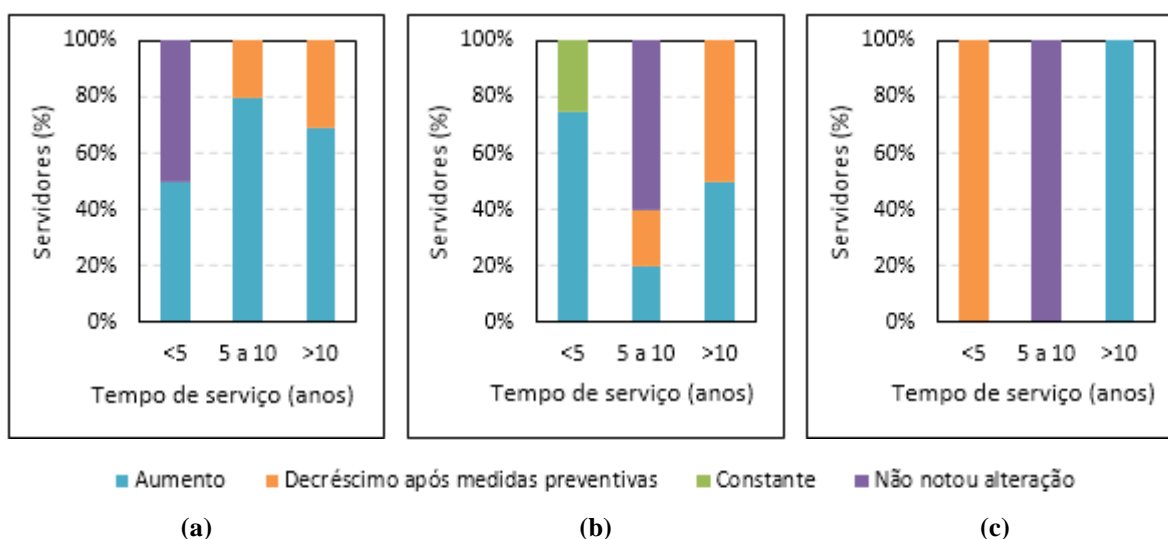 100%
80%
60%
40%
20%
0%
Servidores (%)
<5 5 a 10 >10
Tempo de serviço (anos)
100%
80%
60%
40%
20%
0%
Servidores (%)
<5 5 a 10 >10
Tempo de serviço (anos)
100%
80%
60%
40%
20%
0%
Servidores (%)
<5 5 a 10 >10
Tempo de serviço (anos)
Aumento Decréscimo após medidas preventivas Constante Não notou alteração
(a) (b) (c)